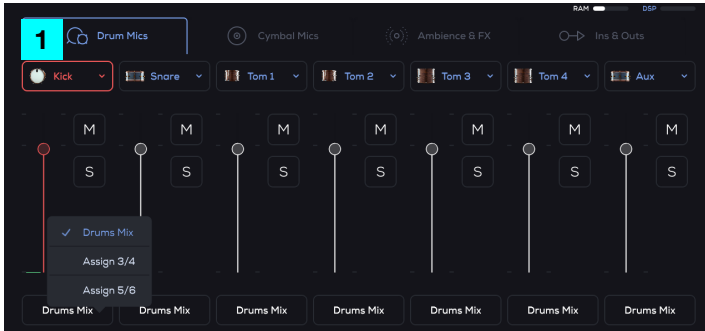 RAM DSP
1 Drum Mics Cymbal Mics Ambience & FX Ins & Outs
Kick Snare Tom 1 Tom 2 Tom 3 Tom 4 Aux
M M M M M M M
S S S S S S S
Drums Mix
Assign 3/4
Assign 5/6
Drums Mix Drums Mix Drums Mix Drums Mix Drums Mix Drums Mix Drums Mix